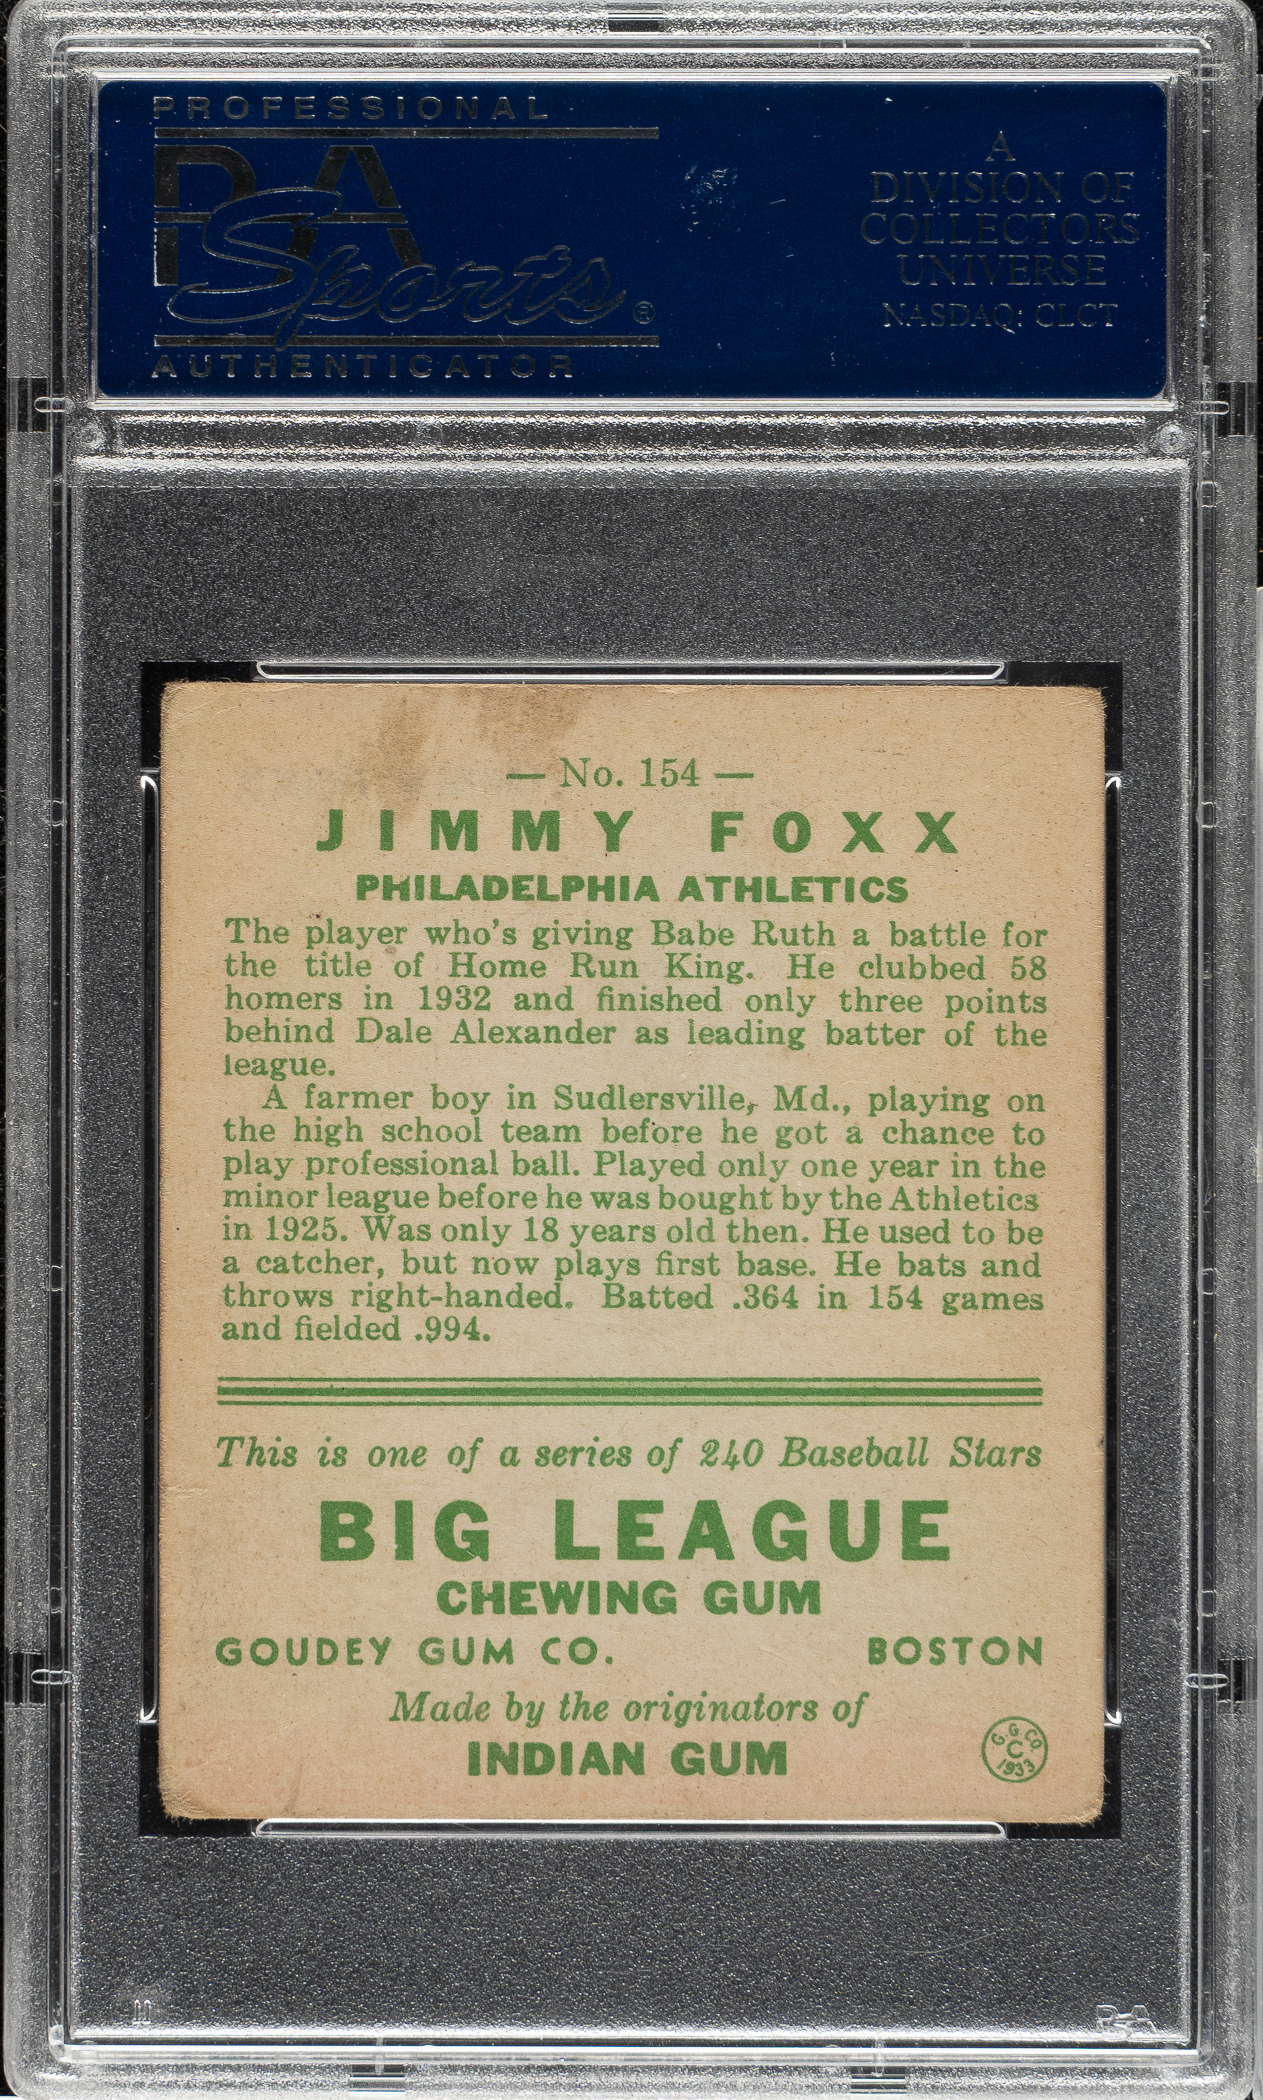 PROFESSIONAL
PSA
Sports®
AUTHENTICATOR
A
DIVISION OF
COLLECTORS
UNIVERSE
NASDAQ: CLCT
— No. 154 —
JIMMY FOXX
PHILADELPHIA ATHLETICS
The player who's giving Babe Ruth a battle for
the title of Home Run King. He clubbed 58
homers in 1932 and finished only three points
behind Dale Alexander as leading batter of the
league.
A farmer boy in Sudlersville, Md., playing on
the high school team before he got a chance to
play professional ball. Played only one year in the
minor league before he was bought by the Athletics
in 1925. Was only 18 years old then. He used to be
a catcher, but now plays first base. He bats and
throws right-handed. Batted .364 in 154 games
and fielded .994.
This is one of a series of 240 Baseball Stars
BIG LEAGUE
CHEWING GUM
GOUDEY GUM CO. BOSTON
Made by the originators of
INDIAN GUM
G. G. CO.
C
1933
11
PSA